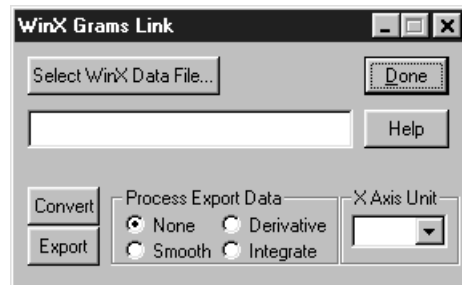 WinX Grams Link
Select WinX Data File...
Done
Help
Convert
Export
Process Export Data
None
Derivative
Smooth
Integrate
X Axis Unit